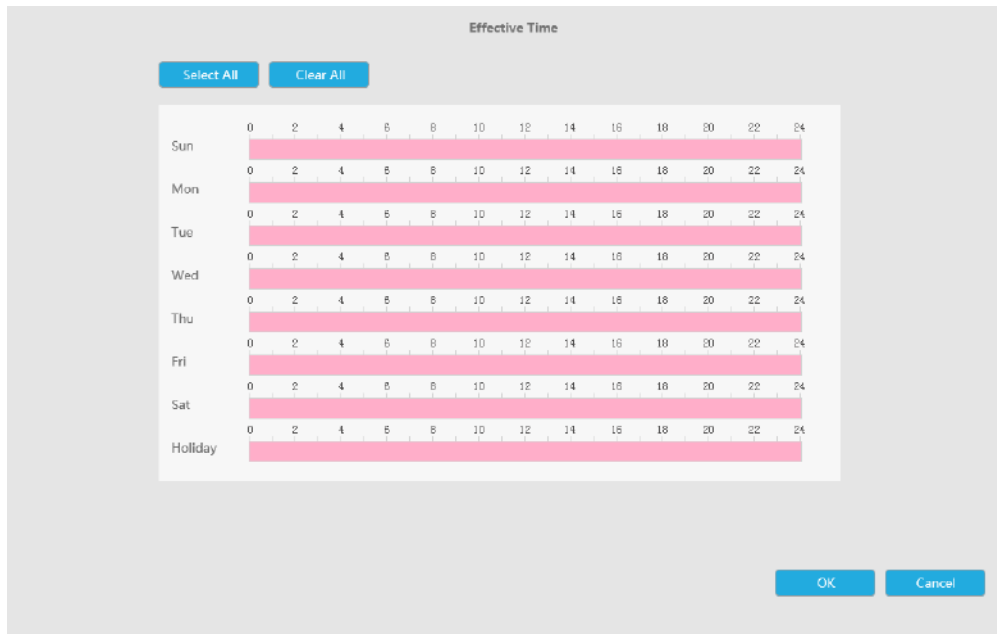 Effective Time
Select All Clear All
0 2 4 6 8 10 12 14 16 18 20 22 24
Sun
0 2 4 6 8 10 12 14 16 18 20 22 24
Mon
0 2 4 6 8 10 12 14 16 18 20 22 24
Tue
0 2 4 6 8 10 12 14 16 18 20 22 24
Wed
0 2 4 6 8 10 12 14 16 18 20 22 24
Thu
0 2 4 6 8 10 12 14 16 18 20 22 24
Fri
0 2 4 6 8 10 12 14 16 18 20 22 24
Sat
0 2 4 6 8 10 12 14 16 18 20 22 24
Holiday
OK Cancel